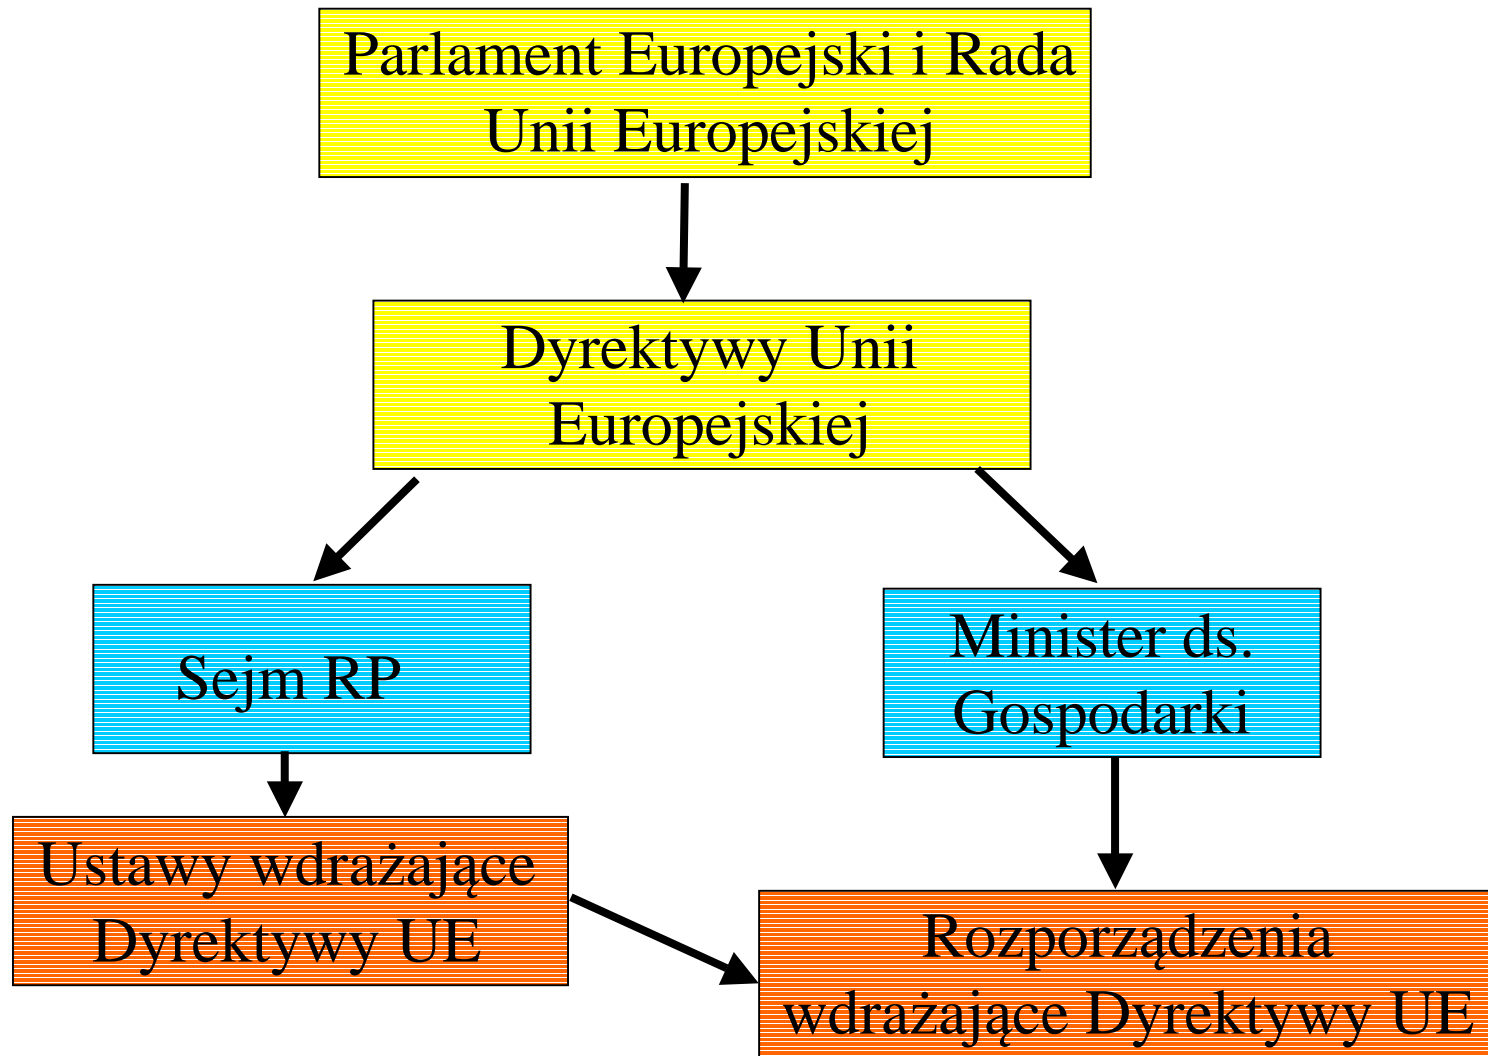 Parlament Europejski i Rada
Unii Europejskiej
Dyrektywy Unii
Europejskiej
Sejm RP
Minister ds.
Gospodarki
Ustawy wdrażające
Dyrektywy UE
Rozporządzenia
wdrażające Dyrektywy UE